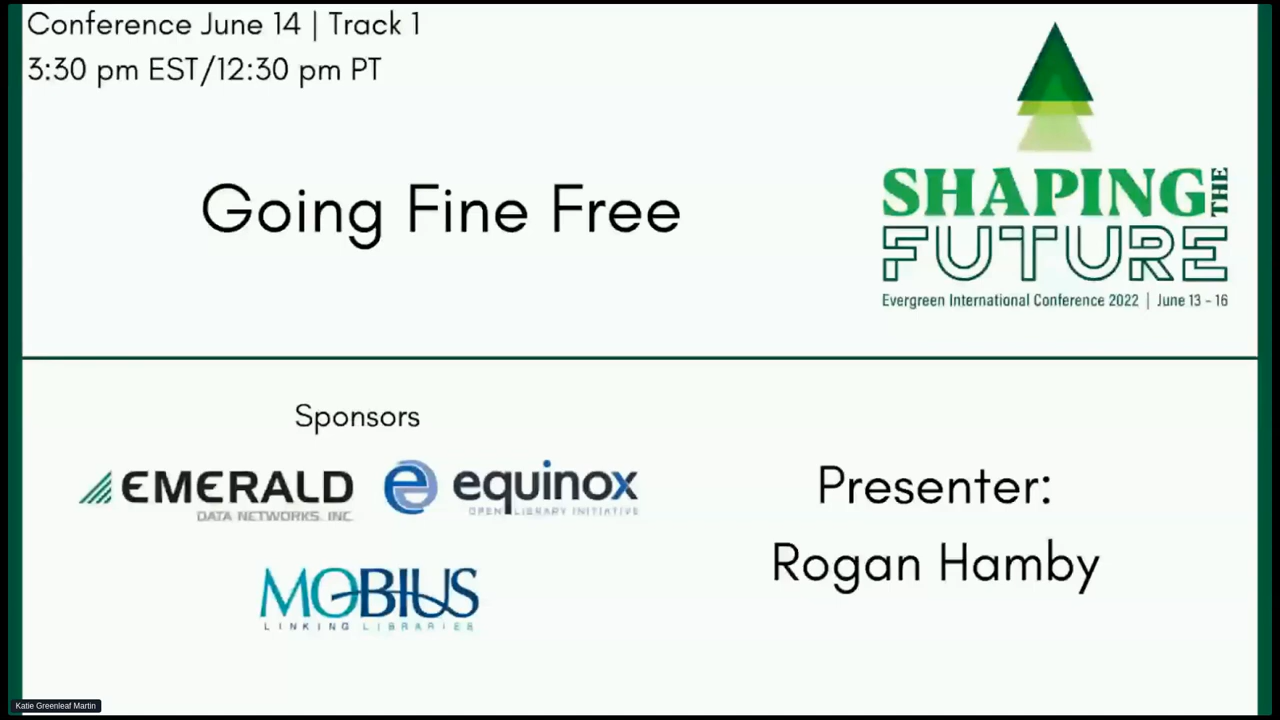 Conference June 14 | Track 1
3:30 pm EST/12:30 pm PT
Going Fine Free
SHAPING THE
FUTURE
Evergreen International Conference 2022 | June 13 – 16
Sponsors
EMERALD
DATA NETWORKS, INC.
equinox
OPEN LIBRARY INITIATIVE
MOBIUS
LINKING LIBRARIES
Presenter:
Rogan Hamby
Katie Greenleaf Martin